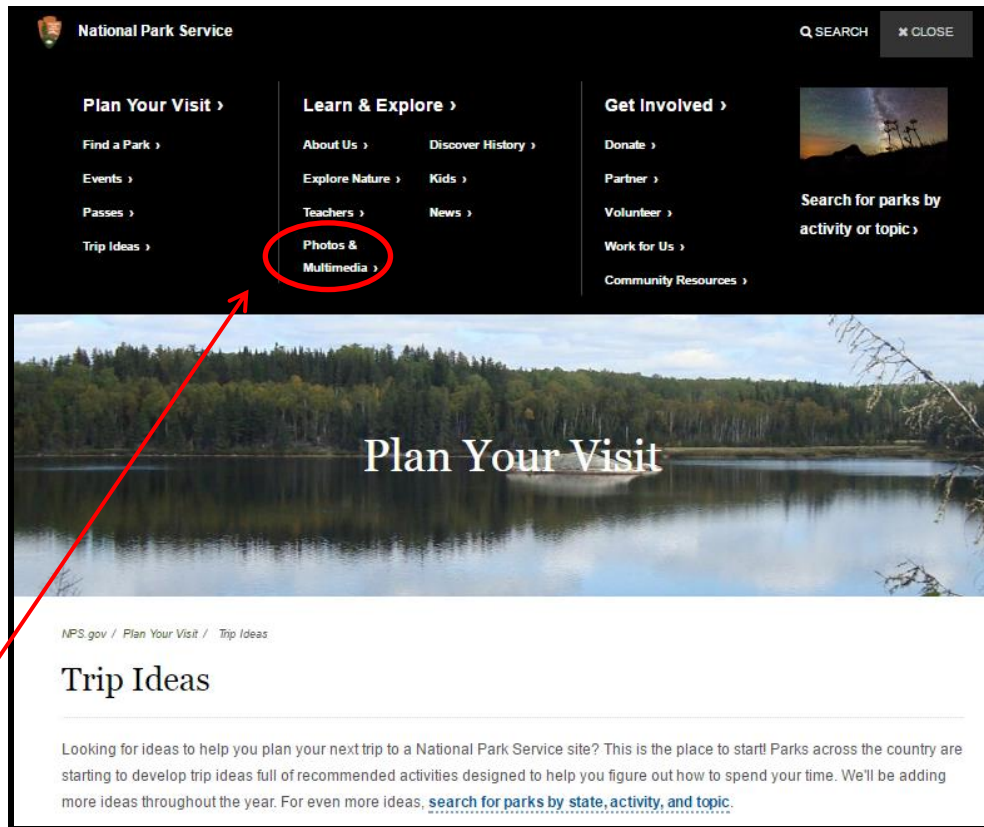 National Park Service
SEARCH
✖ CLOSE
Plan Your Visit ›
Find a Park ›
Events ›
Passes ›
Trip Ideas ›
Learn & Explore ›
About Us ›
Explore Nature ›
Teachers ›
Photos &
Multimedia ›
Discover History ›
Kids ›
News ›
Get Involved ›
Donate ›
Partner ›
Volunteer ›
Work for Us ›
Community Resources ›
Search for parks by
activity or topic ›
Plan Your Visit
NPS.gov / Plan Your Visit / Trip Ideas
Trip Ideas
Looking for ideas to help you plan your next trip to a National Park Service site? This is the place to start! Parks across the country are
starting to develop trip ideas full of recommended activities designed to help you figure out how to spend your time. We'll be adding
more ideas throughout the year. For even more ideas, search for parks by state, activity, and topic.